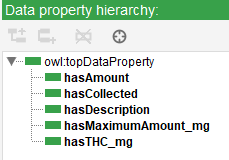 Data property hierarchy:
owl:topDataProperty
hasAmount
hasCollected
hasDescription
hasMaximumAmount_mg
hasTHC_mg